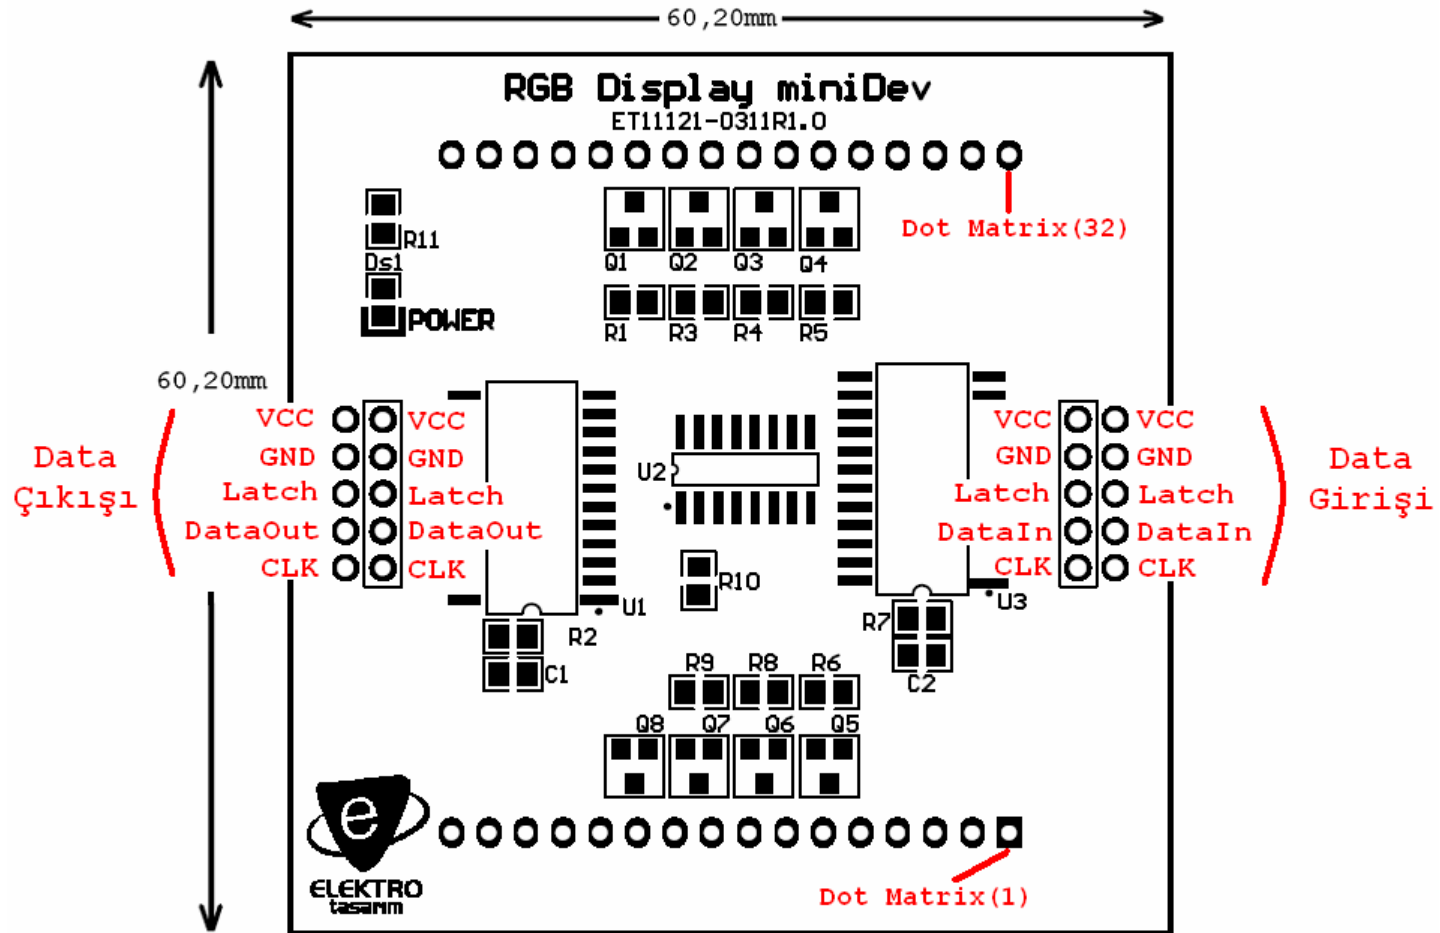 60,20mm
RGB Display miniDev
ET11121-0311R1.0
Dot Matrix(32)
R11
Ds1
POWER
Q1 Q2 Q3 Q4
R1 R3 R4 R5
60,20mm
Data
Çıkışı
VCC VCC
GND GND
Latch Latch
DataOut DataOut
CLK CLK
U1
R2
C1
U2
R10
VCC VCC
GND GND
Latch Latch
DataIn DataIn
CLK CLK
Data
Girişi
U3
R7
C2
R9 R8 R6
Q8 Q7 Q6 Q5
e
ELEKTRO
tasarım
Dot Matrix(1)